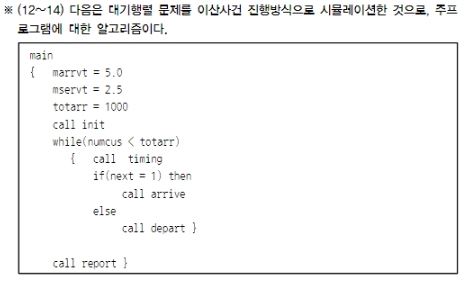 ※ (12～14) 다음은 대기행렬 문제를 이산사건 진행방식으로 시뮬레이션한 것으로, 주프
로그램에 대한 알고리즘이다.
main
{ marrvt = 5.0
mservt = 2.5
totarr = 1000
call init
while(numcus < totarr)
{ call timing
if(next = 1) then
call arrive
else
call depart }
call report }